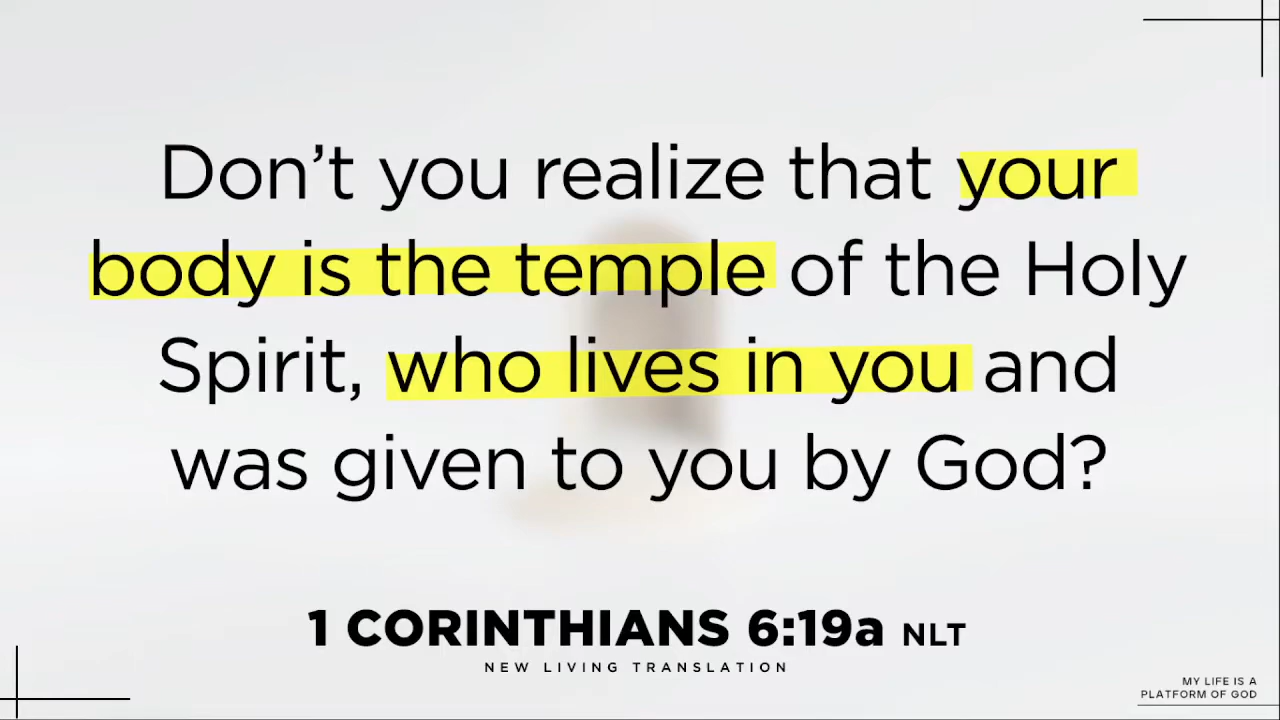 Don’t you realize that your
body is the temple of the Holy
Spirit, who lives in you and
was given to you by God?
1 CORINTHIANS 6:19a NLT
NEW LIVING TRANSLATION
MY LIFE IS A
PLATFORM OF GOD